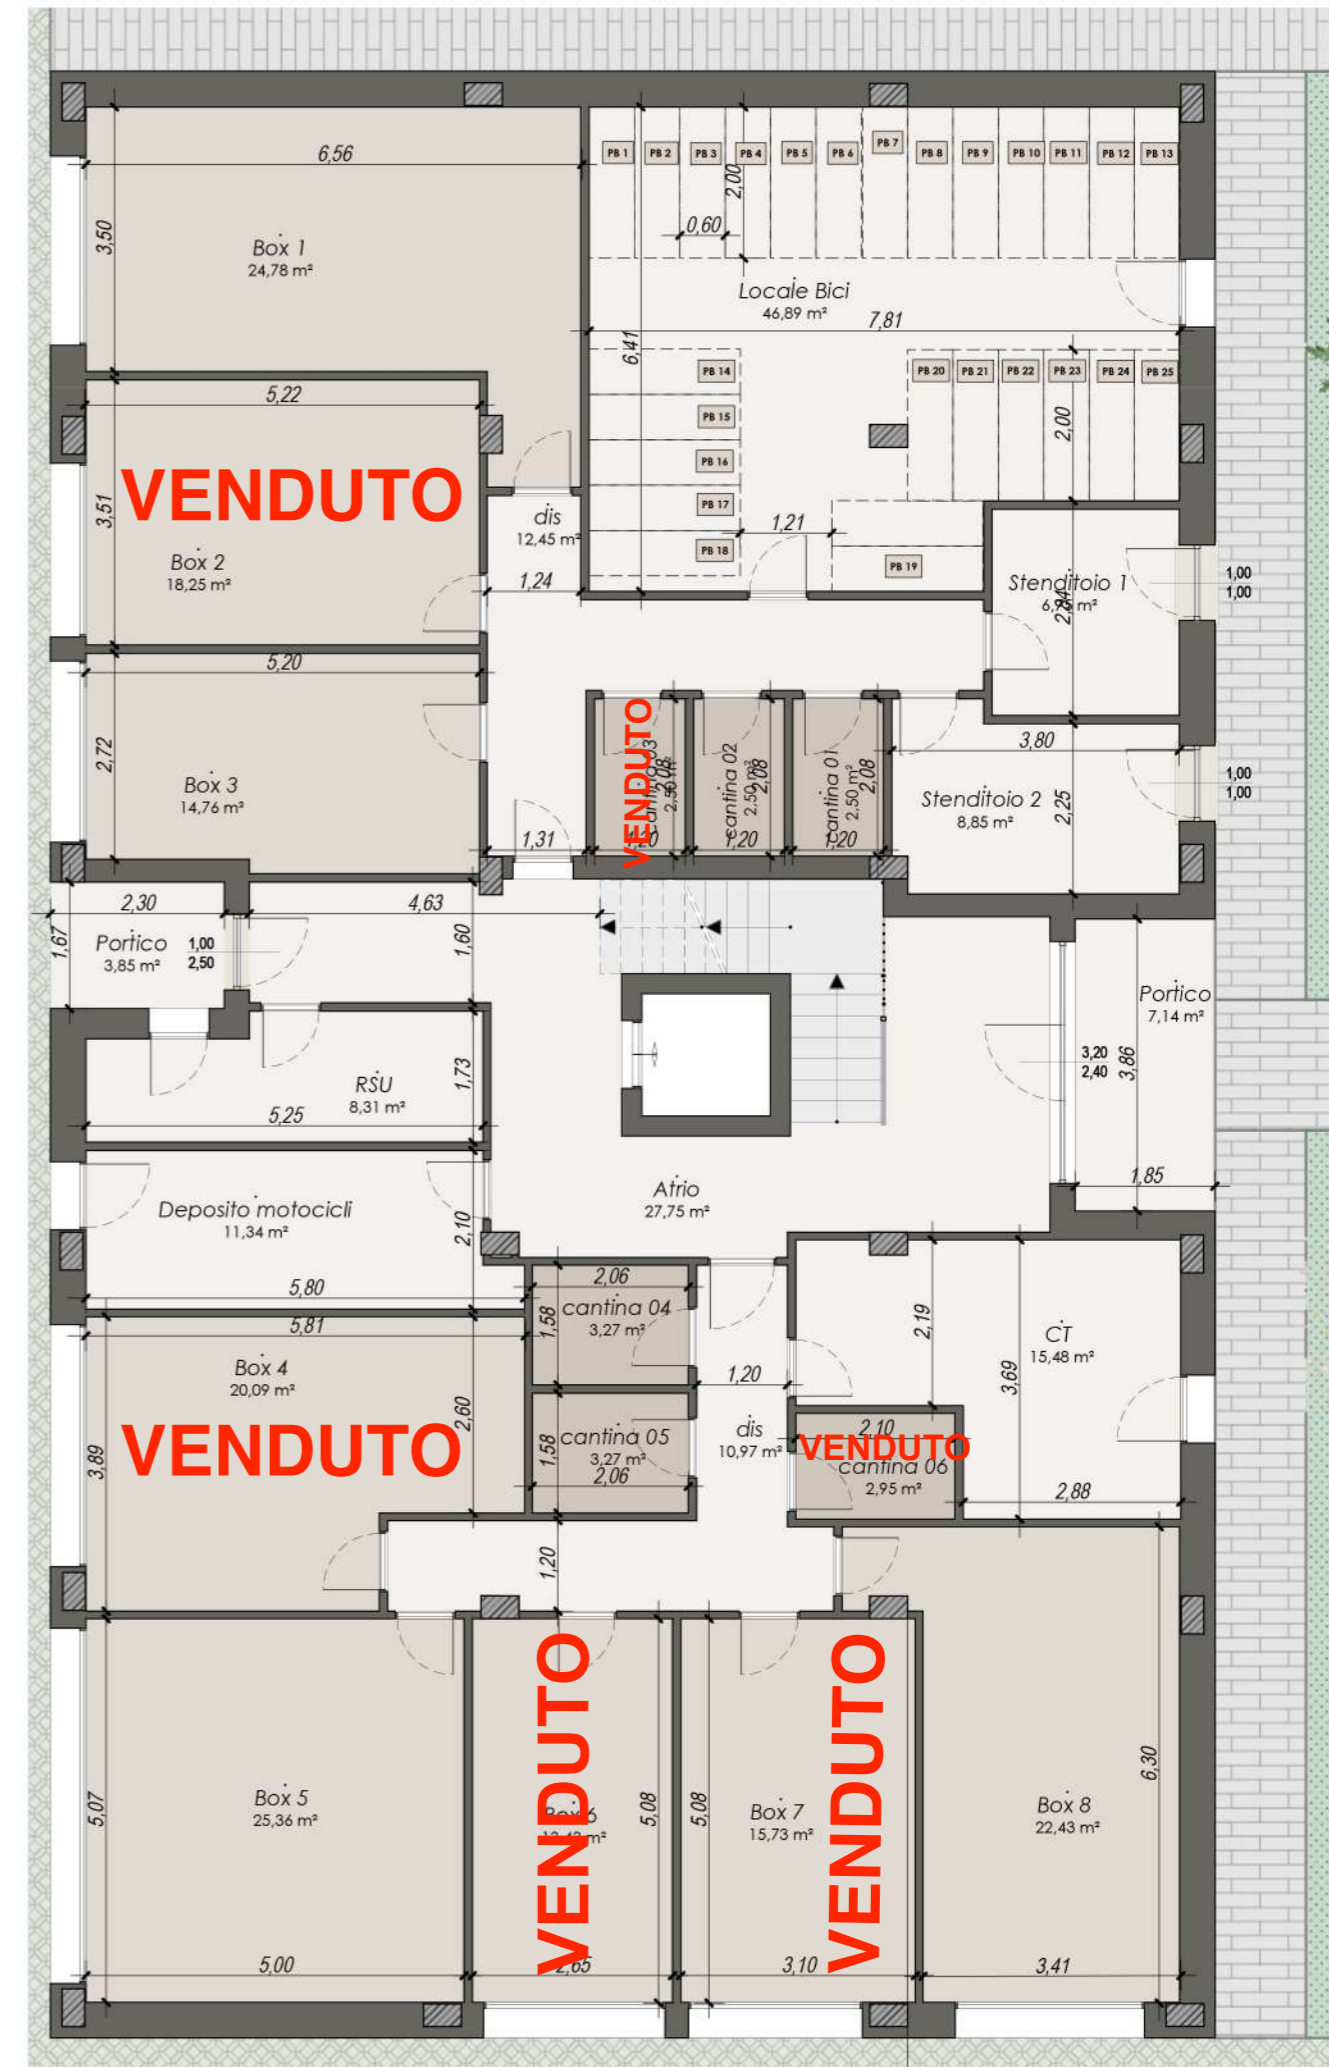 PB 1 PB 2 PB 3 PB 4 PB 5 PB 6 PB 7 PB 8 PB 9 PB 10 PB 11 PB 12 PB 13
6,56
2,00
0,60
3,50
Box 1
24,78 m²
Locale Bici
46,89 m²
7,81
6,41
PB 14
PB 15
PB 16
PB 17
PB 18
PB 20 PB 21 PB 22 PB 23 PB 24 PB 25
2,00
5,22
3,51
VENDUTO
Box 2
18,25 m²
dis
12,45 m²
1,24
1,21
PB 19
Stenditoio 1
2,84
1,00
1,00
5,20
2,72
Box 3
14,76 m²
VENDUTO
cantina 03
2,50 m²
2,08
1,20
cantina 02
2,50 m²
2,08
1,20
cantina 01
2,50 m²
2,08
1,20
1,31
3,80
Stenditoio 2
8,85 m²
2,25
1,00
1,00
2,30
4,63
1,67
Portico
3,85 m²
1,00
2,50
1,60
Portico
7,14 m²
3,20
2,40
3,86
1,85
RSU
8,31 m²
1,73
5,25
Deposito motocicli
11,34 m²
2,10
5,80
Atrio
27,75 m²
5,81
Box 4
20,09 m²
VENDUTO
2,60
3,89
2,06
cantina 04
3,27 m²
1,58
cantina 05
3,27 m²
1,58
2,06
1,20
dis
10,97 m²
2,19
3,69
CT
15,48 m²
2,10
VENDUTO
cantina 06
2,95 m²
2,88
1,20
Box 5
25,36 m²
5,07
5,00
VENDUTO
Box 6
5,08
2,65
5,08
Box 7
15,73 m²
VENDUTO
3,10
Box 8
22,43 m²
6,30
3,41